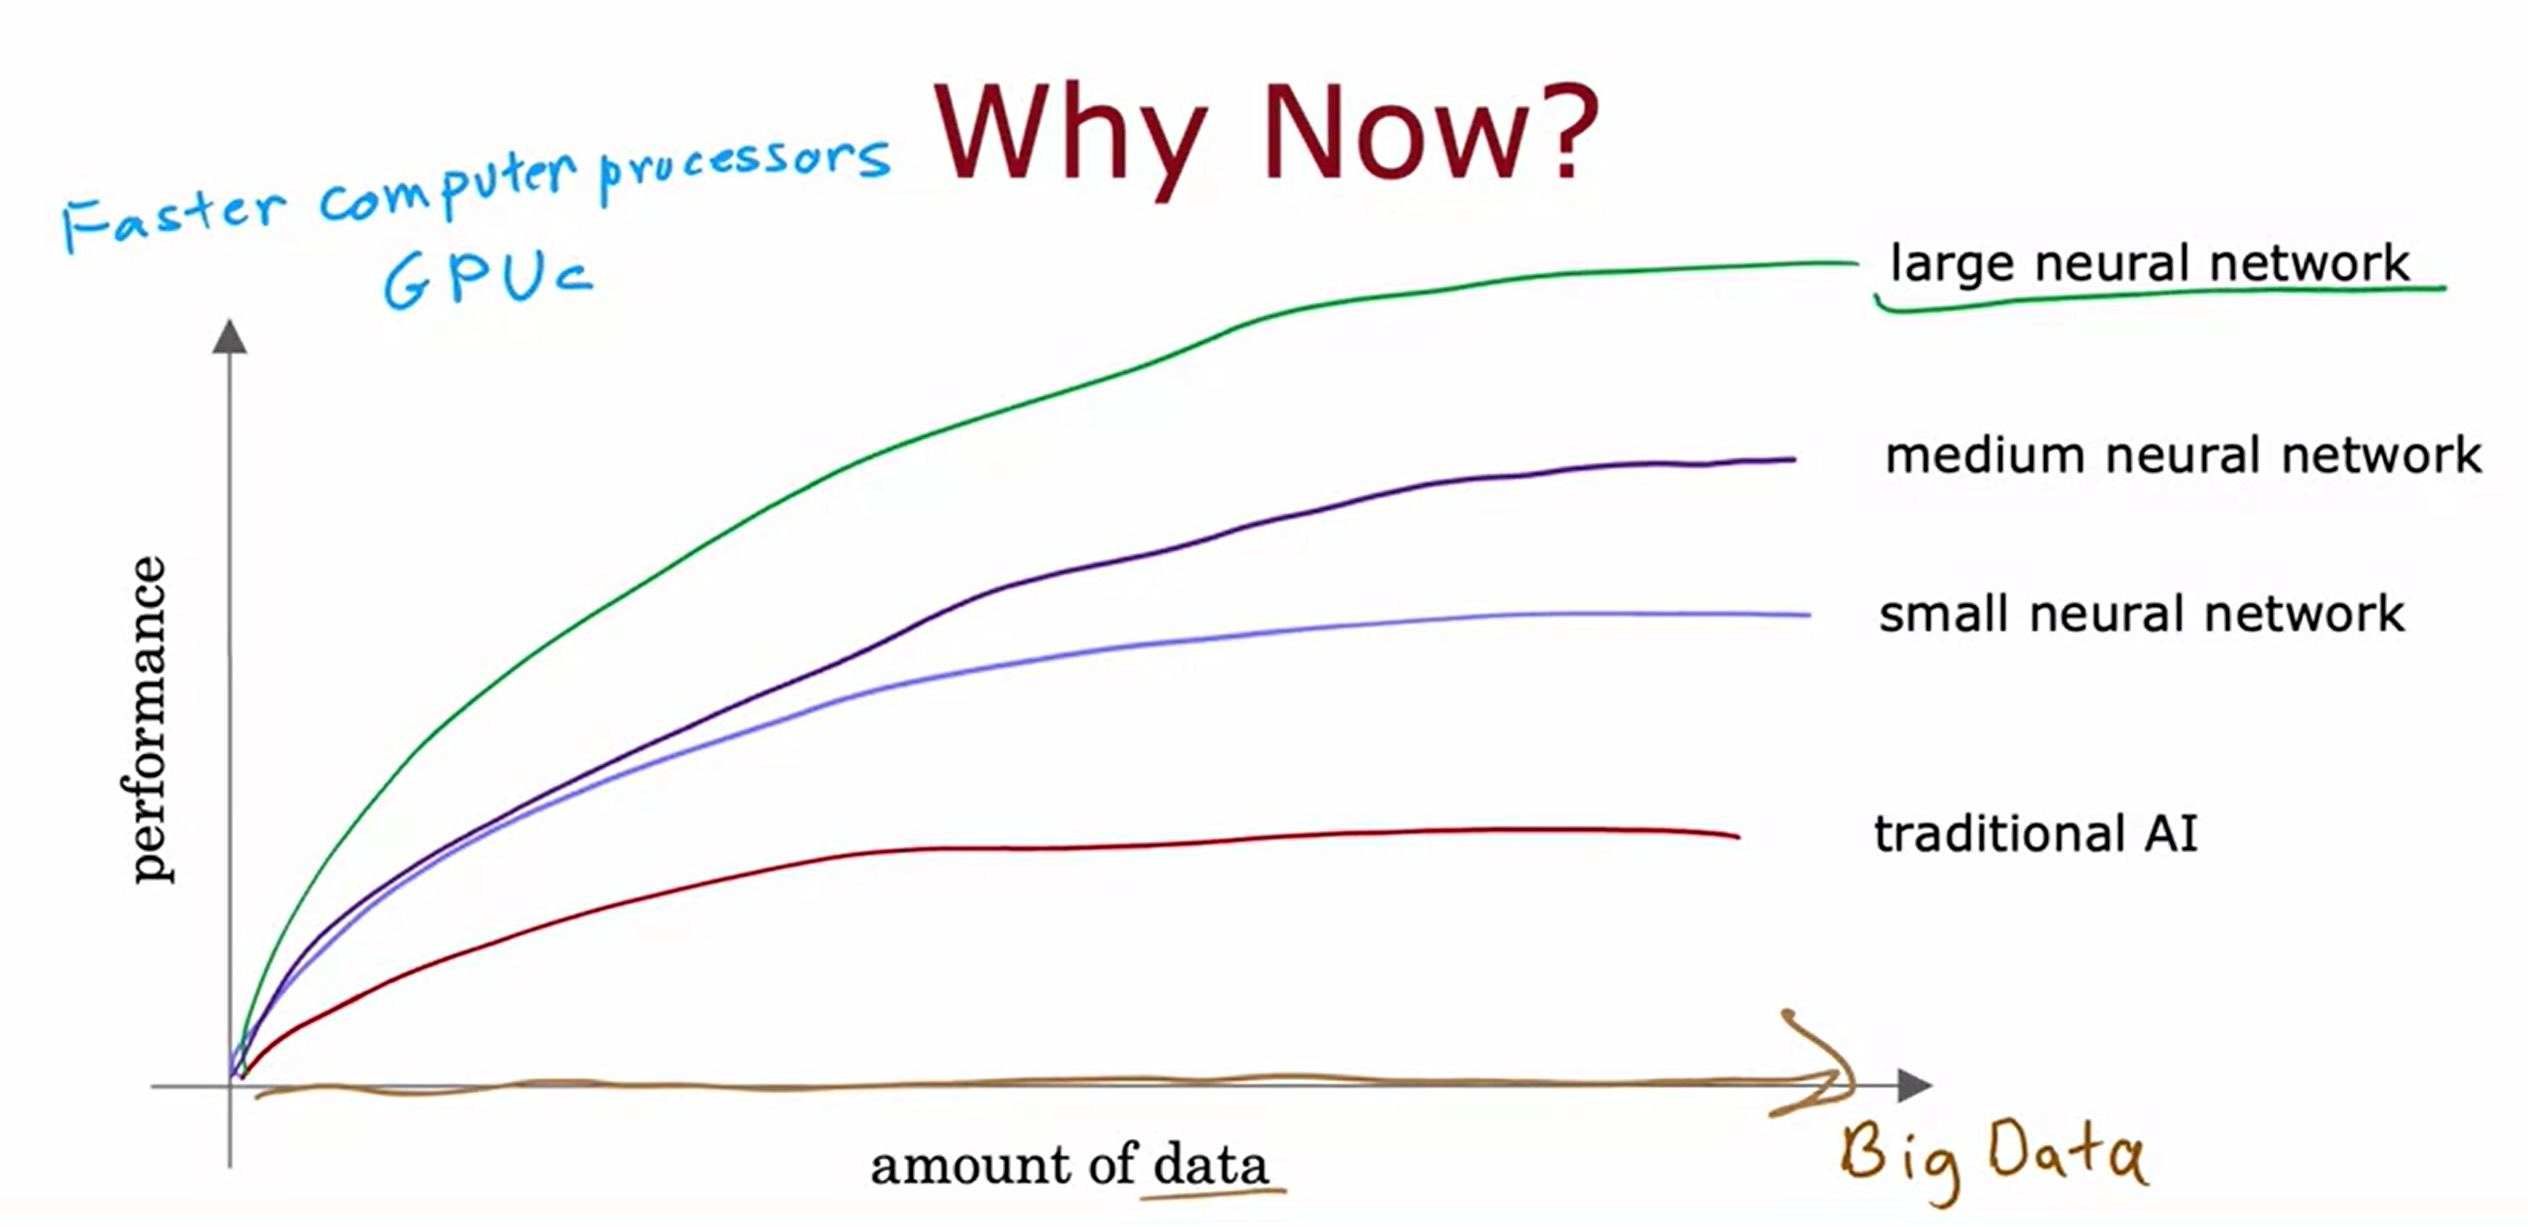 Why Now?
Faster computer processors
GPUs
large neural network
medium neural network
small neural network
traditional AI
performance
amount of data
Big Data